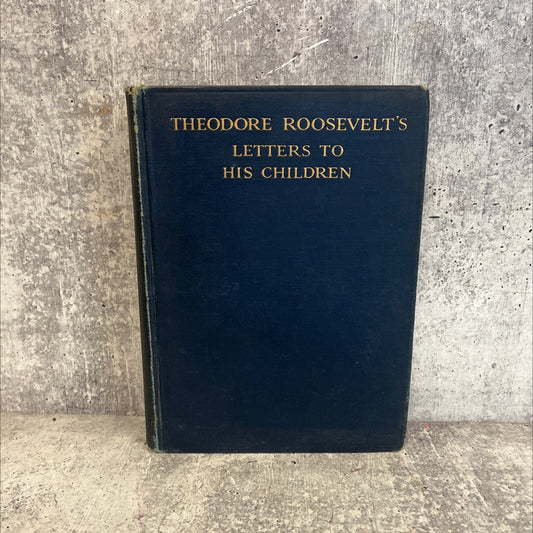 THEODORE ROOSEVELT'S
LETTERS TO
HIS CHILDREN